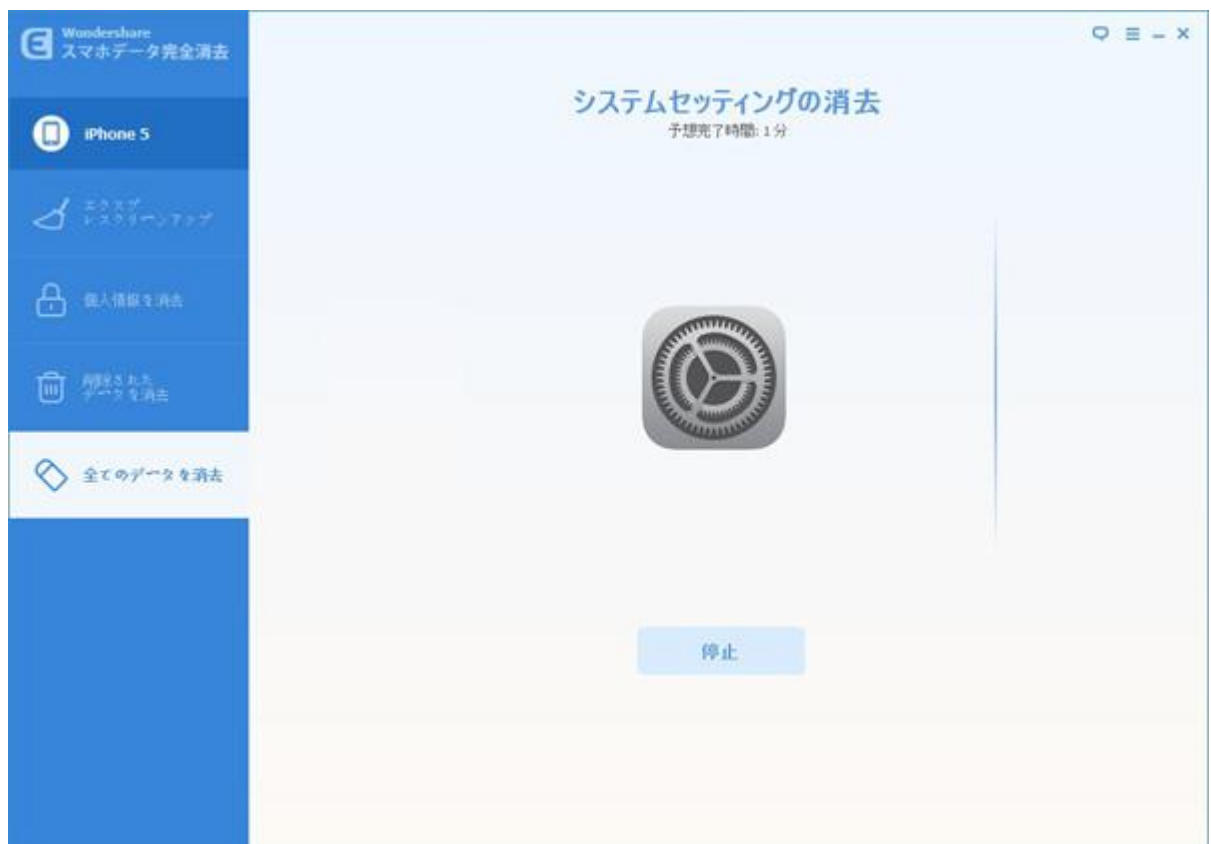 Wondershare
スマホデータ完全消去
iPhone 5
エクスプ
レスクリーンアップ
個人情報を消去
削除された
データを消去
全てのデータを消去
システムセッティングの消去
予想完了時間: 1分
停止